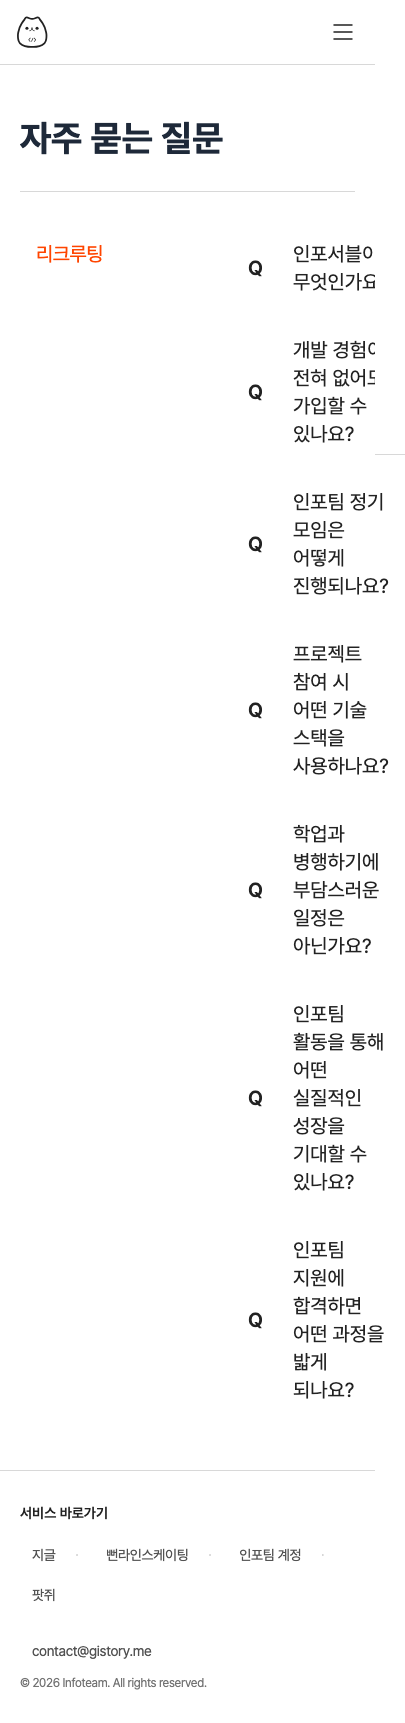 자주 묻는 질문
리크루팅
Q
인포서블이
무엇인가요
Q
개발 경험이
전혀 없어도
가입할 수
있나요?
Q
인포팀 정기
모임은
어떻게
진행되나요?
Q
프로젝트
참여 시
어떤 기술
스택을
사용하나요?
Q
학업과
병행하기에
부담스러운
일정은
아닌가요?
Q
인포팀
활동을 통해
어떤
실질적인
성장을
기대할 수
있나요?
Q
인포팀
지원에
합격하면
어떤 과정을
밟게
되나요?
서비스 바로가기
지글 · 뻔라인스케이팅 · 인포팀 계정 ·
팟쥐
contact@gistory.me
© 2026 Infoteam. All rights reserved.